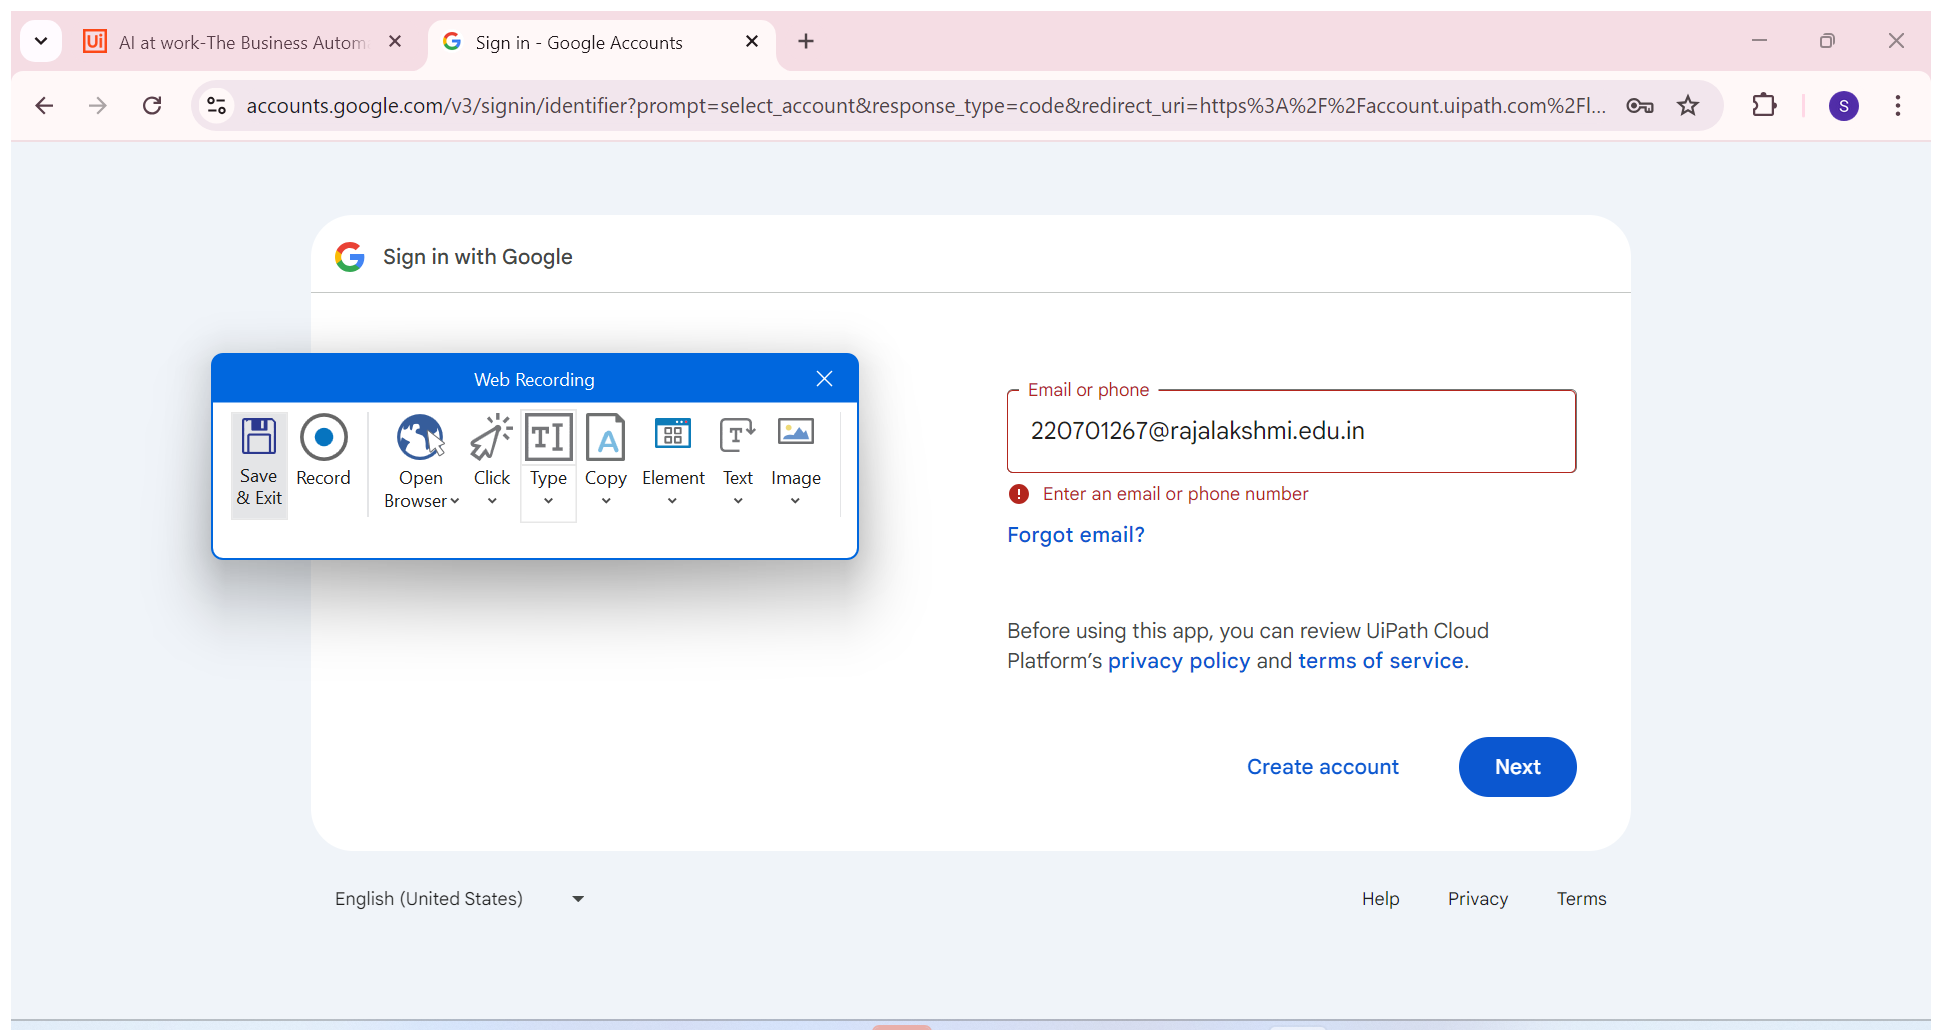 Ui AI at work-The Business Autom
Sign in - Google Accounts
accounts.google.com/v3/signin/identifier?prompt=select_account&response_type=code&redirect_uri=https%3A%2F%2Faccount.uipath.com%2Fl...
S
Sign in with Google
Web Recording
Save & Exit
Record
Open Browser
Click
Type
Copy
Element
Text
Image
Email or phone
220701267@rajalakshmi.edu.in
Enter an email or phone number
Forgot email?
Before using this app, you can review UiPath Cloud
Platform’s privacy policy and terms of service.
Create account
Next
English (United States)
Help
Privacy
Terms